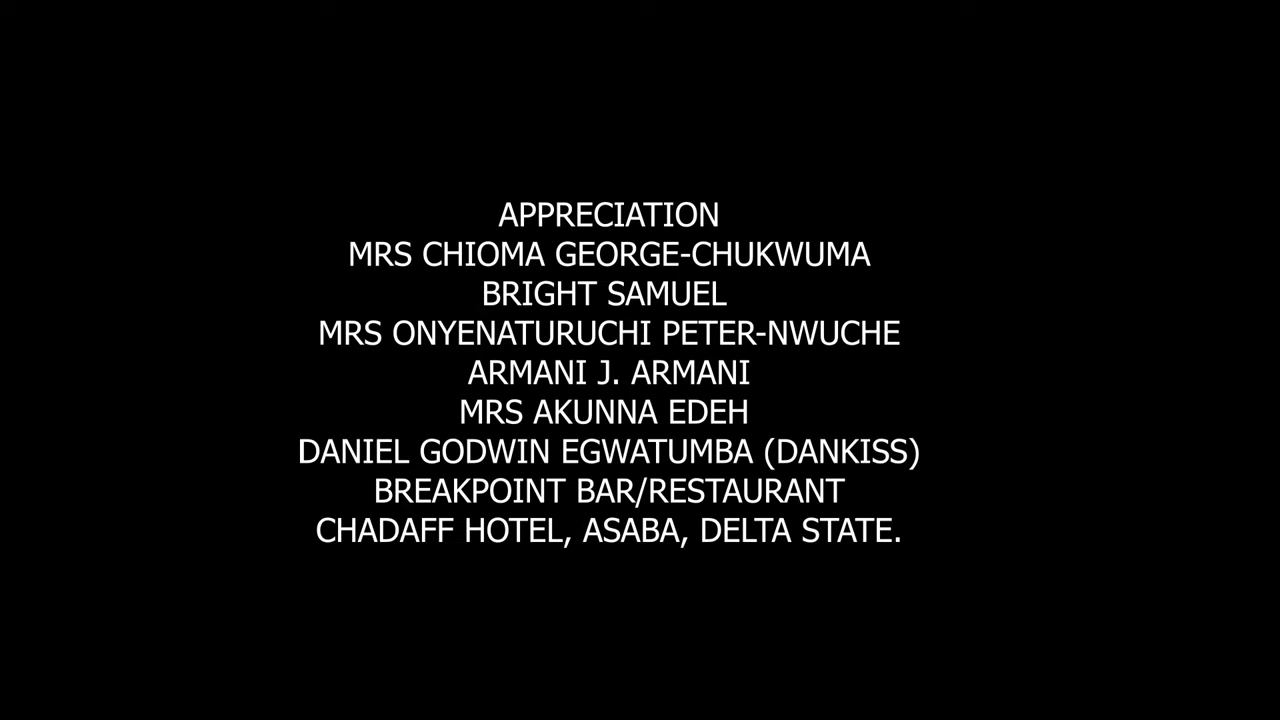 APPRECIATION
MRS CHIOMA GEORGE-CHUKWUMA
BRIGHT SAMUEL
MRS ONYENATURUCHI PETER-NWUCHE
ARMANI J. ARMANI
MRS AKUNNA EDEH
DANIEL GODWIN EGWATUMBA (DANKISS)
BREAKPOINT BAR/RESTAURANT
CHADAFF HOTEL, ASABA, DELTA STATE.